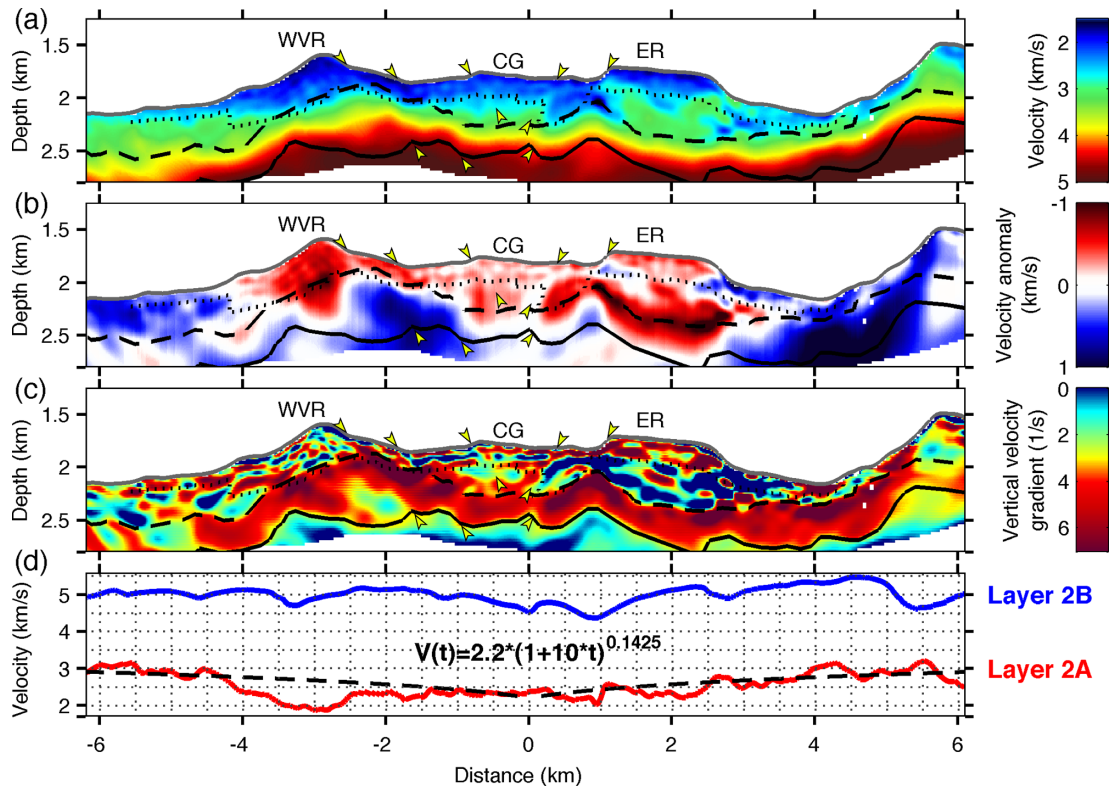 (a)
1.5
2
2.5
Depth (km)
WVR
CG
ER
2
3
4
5
Velocity (km/s)
(b)
1.5
2
2.5
Depth (km)
WVR
CG
ER
-1
0
1
Velocity anomaly
(km/s)
(c)
1.5
2
2.5
Depth (km)
WVR
CG
ER
0
2
4
6
Vertical velocity
gradient (1/s)
(d)
5
4
3
2
Velocity (km/s)
V(t)=2.2*(1+10*t)^0.1425
Layer 2B
Layer 2A
-6 -4 -2 0 2 4 6
Distance (km)